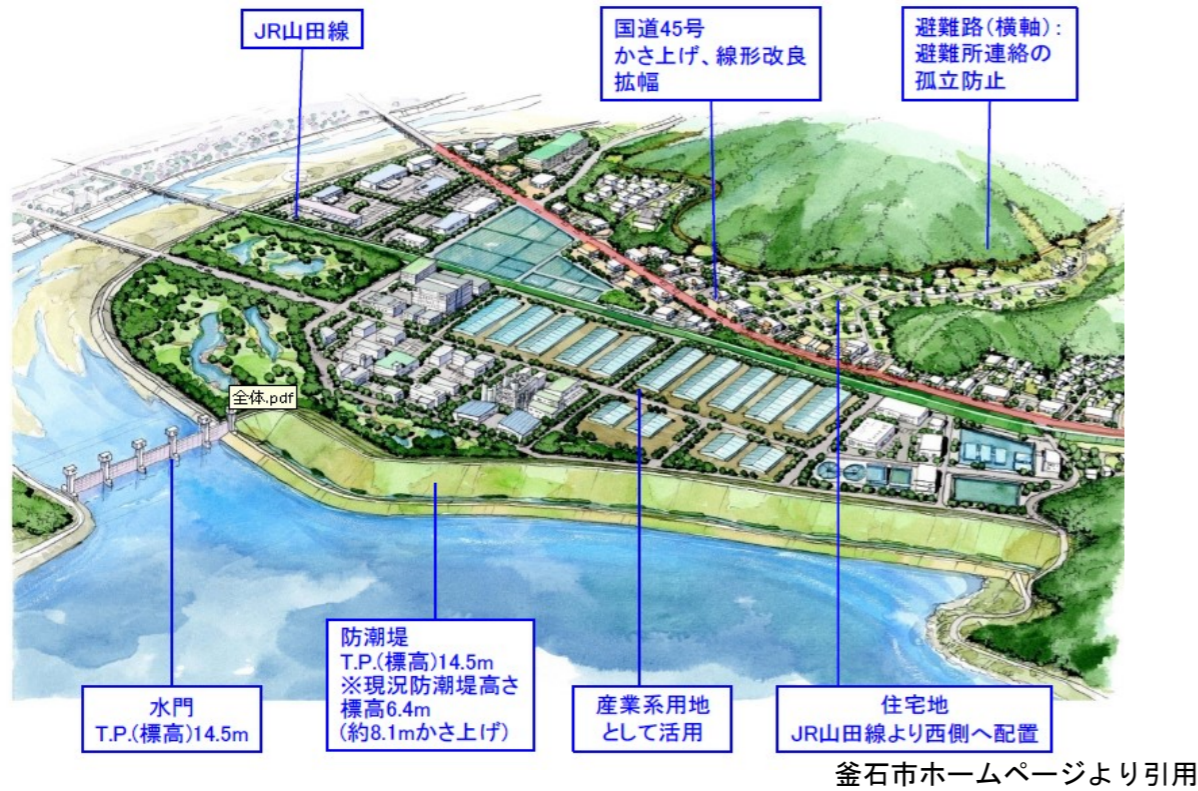 JR山田線
国道45号
かさ上げ、線形改良
拡幅
避難路(横軸):
避難所連絡の
孤立防止
全体.pdf
水門
T.P.(標高)14.5m
防潮堤
T.P.(標高)14.5m
※現況防潮堤高さ
標高6.4m
(約8.1mかさ上げ)
産業系用地
として活用
住宅地
JR山田線より西側へ配置
釜石市ホームページより引用